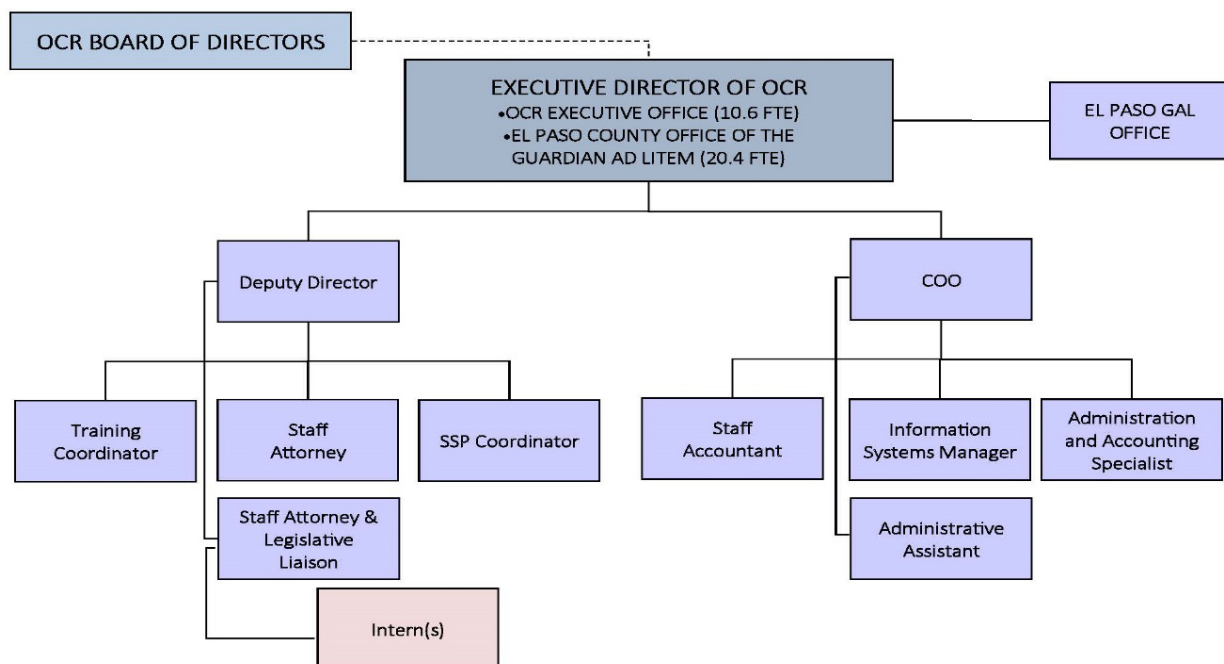 OCR BOARD OF DIRECTORS
EXECUTIVE DIRECTOR OF OCR
•OCR EXECUTIVE OFFICE (10.6 FTE)
•EL PASO COUNTY OFFICE OF THE
GUARDIAN AD LITEM (20.4 FTE)
EL PASO GAL
OFFICE
Deputy Director
COO
Training
Coordinator
Staff
Attorney
SSP Coordinator
Staff
Accountant
Information
Systems Manager
Administration
and Accounting
Specialist
Staff Attorney &
Legislative
Liaison
Administrative
Assistant
Intern(s)